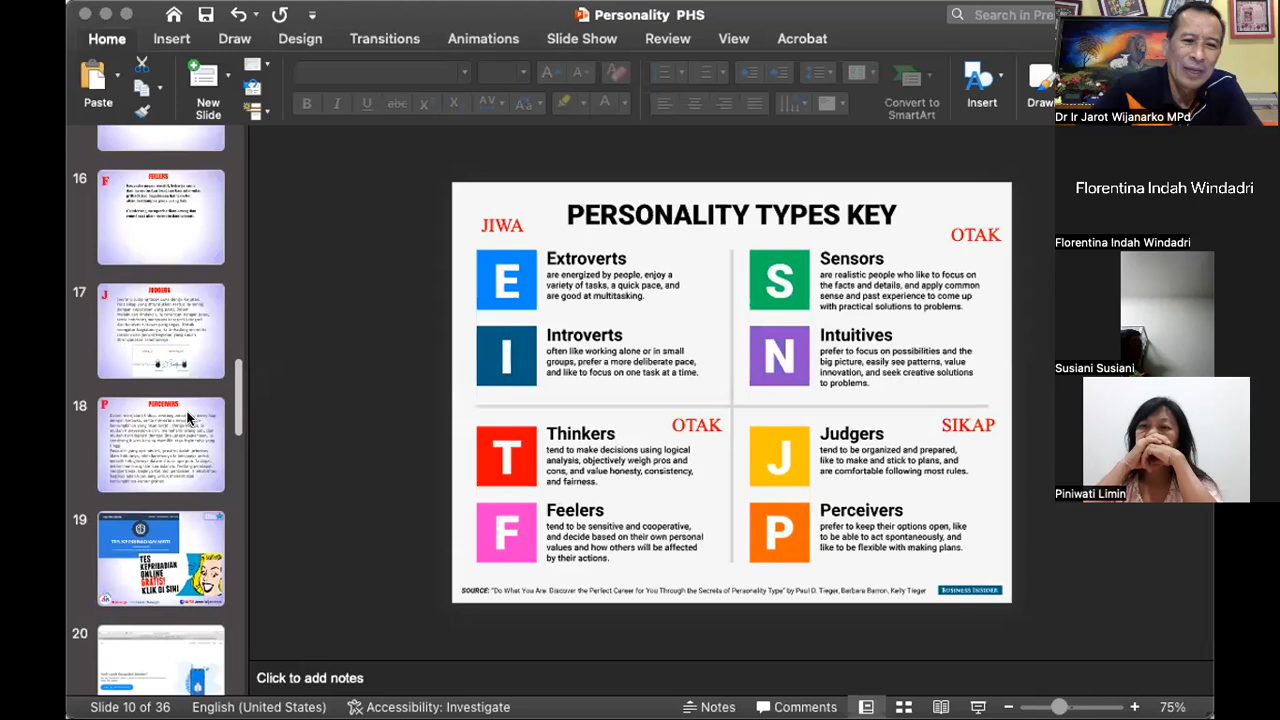 Personality PHS
Search in Pre
Home
Insert
Draw
Design
Transitions
Animations
Slide Show
Review
View
Acrobat
Paste
New
Slide
Convert to
SmartArt
Insert
Draw
Dr Ir Jarot Wijanarko MPd
Florentina Indah Windadri
Florentina Indah Windadri
Susiani Susiani
Piniwati Limin
16
F
FEELERS
17
J
JUDGERS
18
P
PERCEIVERS
19
TES
KEPRIBADIAN
ONLINE
GRATIS!
KLIK DI SINI
20
PERSONALITY TYPES KEY
JIWA
OTAK
E
Extroverts
are energized by people, enjoy a
variety of tasks, a quick pace, and
are good at multitasking.
S
Sensors
are realistic people who like to focus on
the facts and details, and apply common
sense and past experience to come up
with practical solutions to problems.
I
Introverts
often like working alone or in small
groups, prefer a more deliberate pace,
and like to focus on one task at a time.
N
Intuitives
prefer to focus on possibilities and the
big picture, easily see patterns, value
innovation, and seek creative solutions
to problems.
OTAK
SIKAP
T
Thinkers
tend to make decisions using logical
analysis, objectively weigh pros and
cons, and value honesty, consistency,
and fairness.
J
Judgers
tend to be organized and prepared,
like to make and stick to plans, and
are comfortable following most rules.
F
Feelers
tend to be sensitive and cooperative,
and decide based on their own personal
values and how others will be affected
by their actions.
P
Perceivers
prefer to keep their options open, like
to be able to act spontaneously, and
like to be flexible with making plans.
SOURCE: "Do What You Are: Discover the Perfect Career for You Through the Secrets of Personality Type" by Paul D. Tieger, Barbara Barron, Kelly Tieger
BUSINESS INSIDER
Click to add notes
Slide 10 of 36
English (United States)
Accessibility: Investigate
Notes
Comments
75%